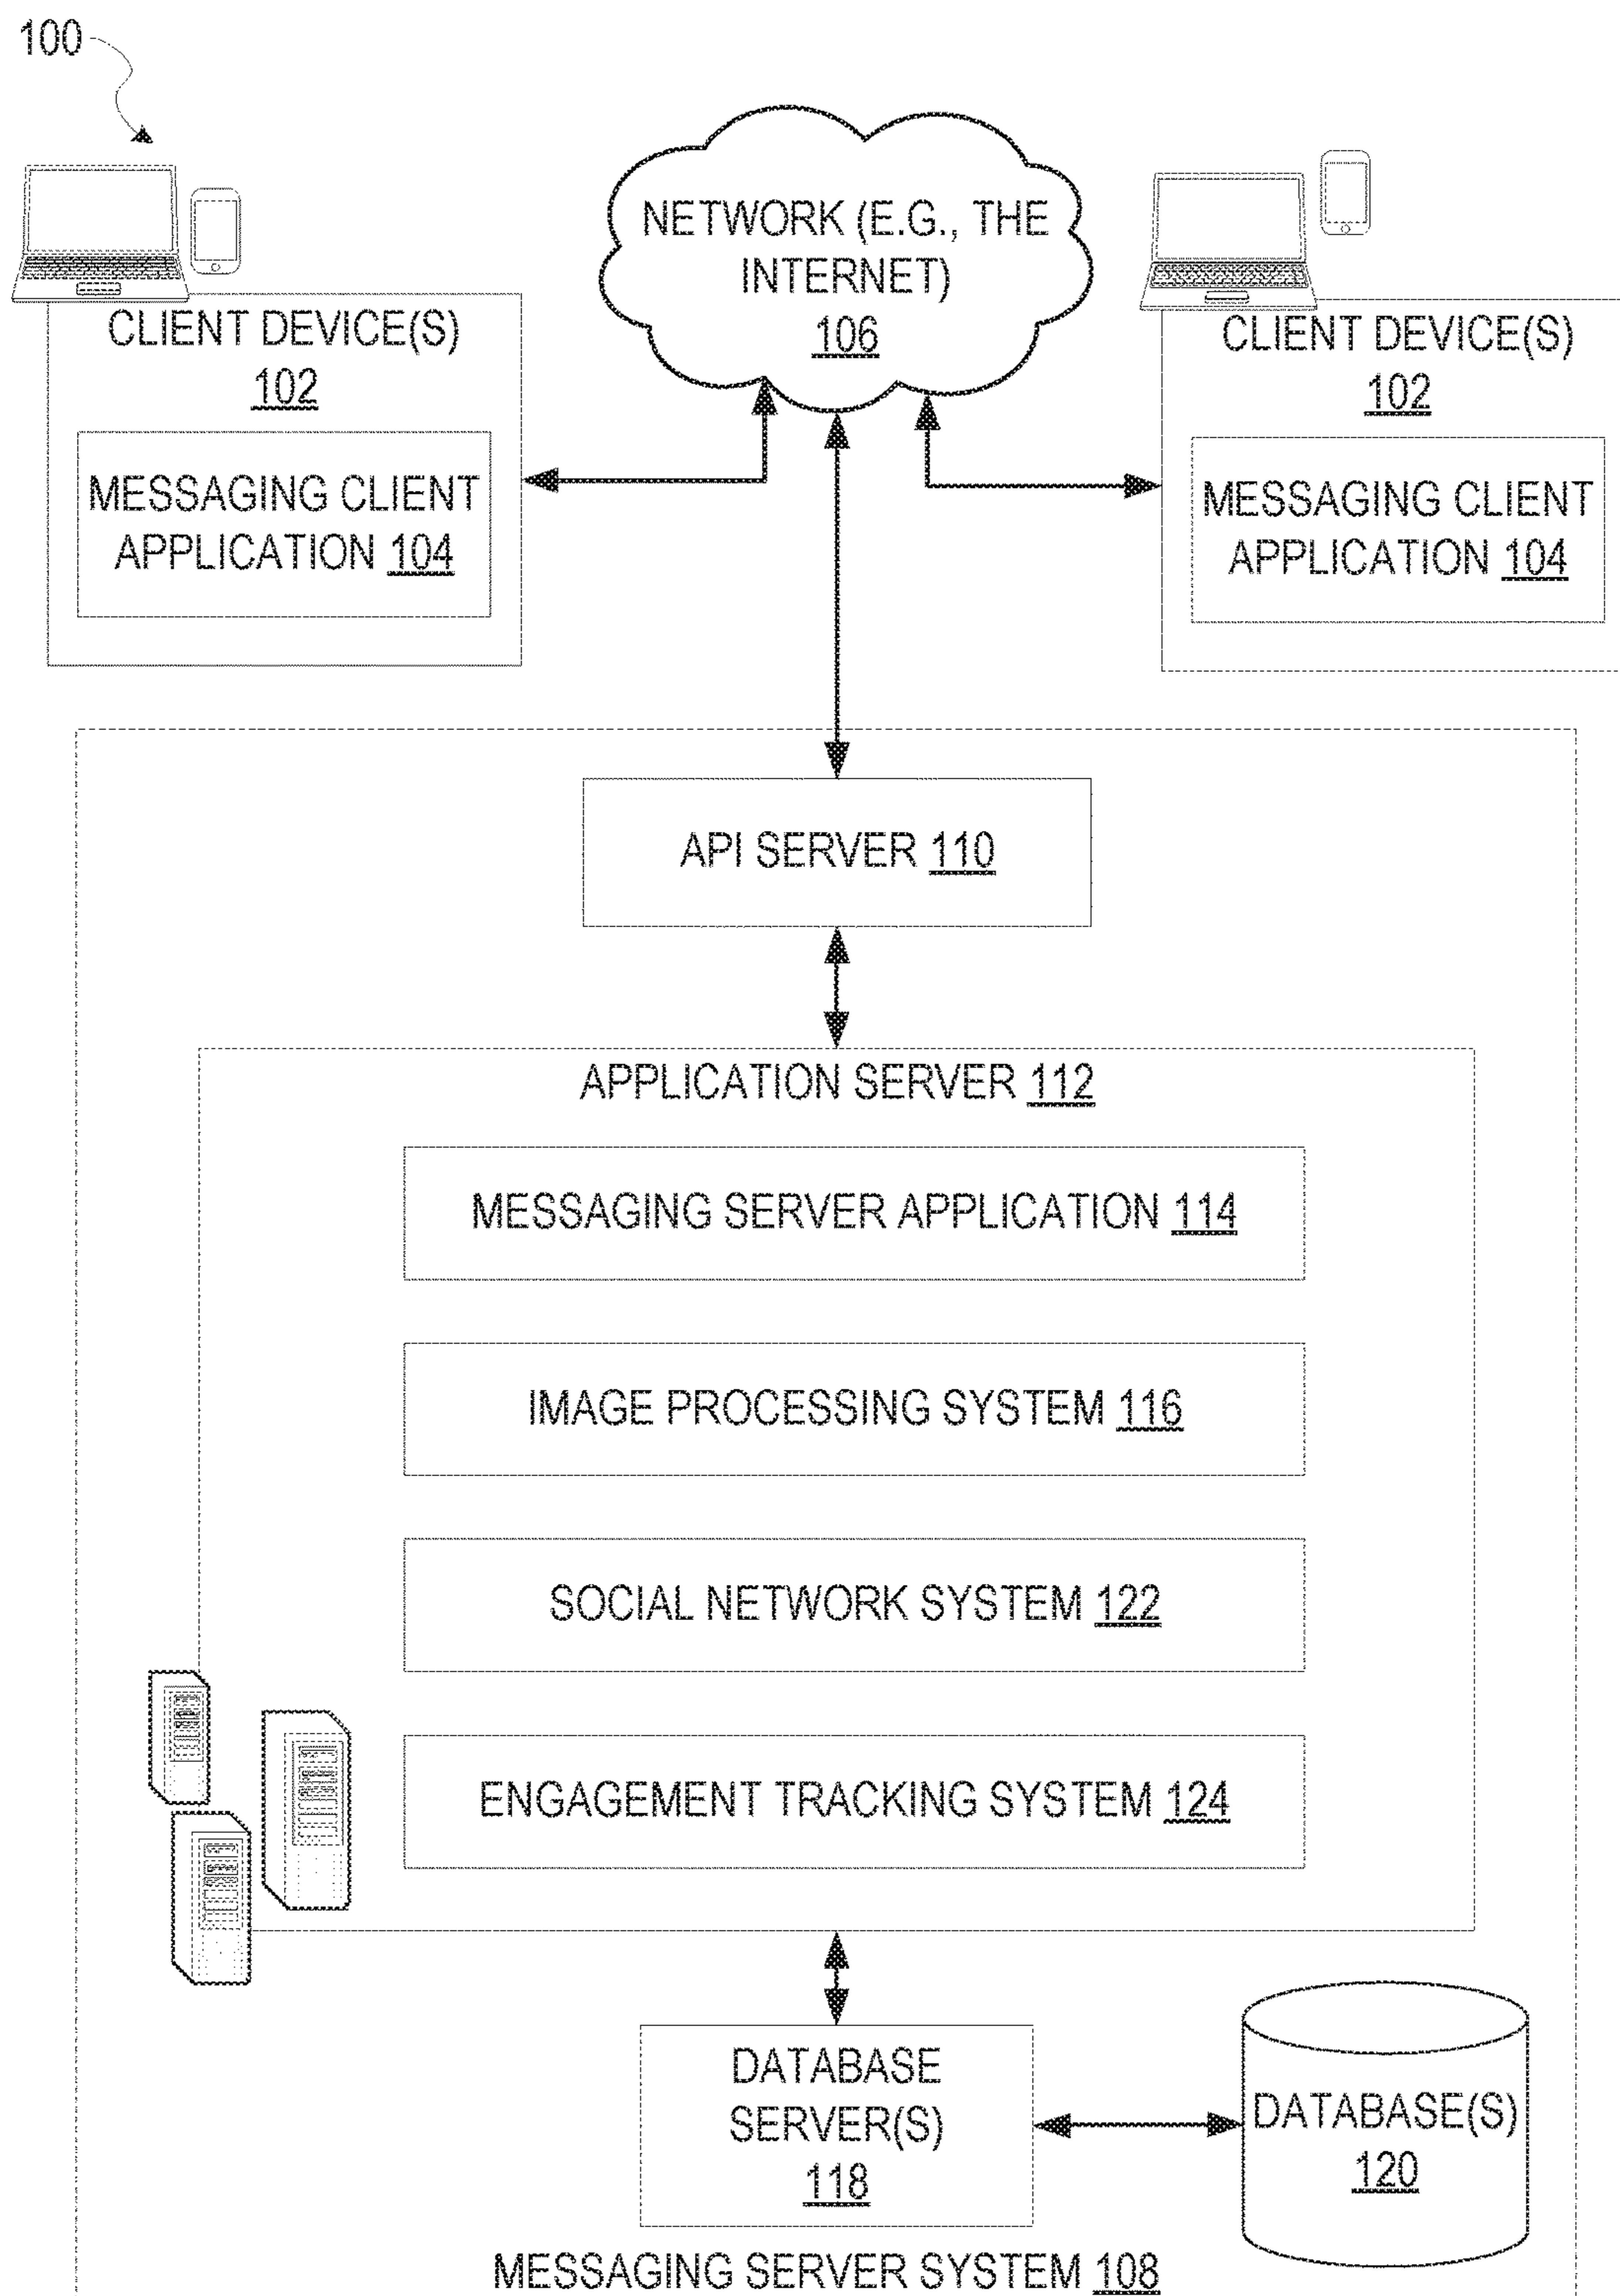 100
NETWORK (E.G., THE
INTERNET)
106
CLIENT DEVICE(S)
102
MESSAGING CLIENT
APPLICATION 104
CLIENT DEVICE(S)
102
MESSAGING CLIENT
APPLICATION 104
API SERVER 110
APPLICATION SERVER 112
MESSAGING SERVER APPLICATION 114
IMAGE PROCESSING SYSTEM 116
SOCIAL NETWORK SYSTEM 122
ENGAGEMENT TRACKING SYSTEM 124
DATABASE
SERVER(S)
118
DATABASE(S)
120
MESSAGING SERVER SYSTEM 108